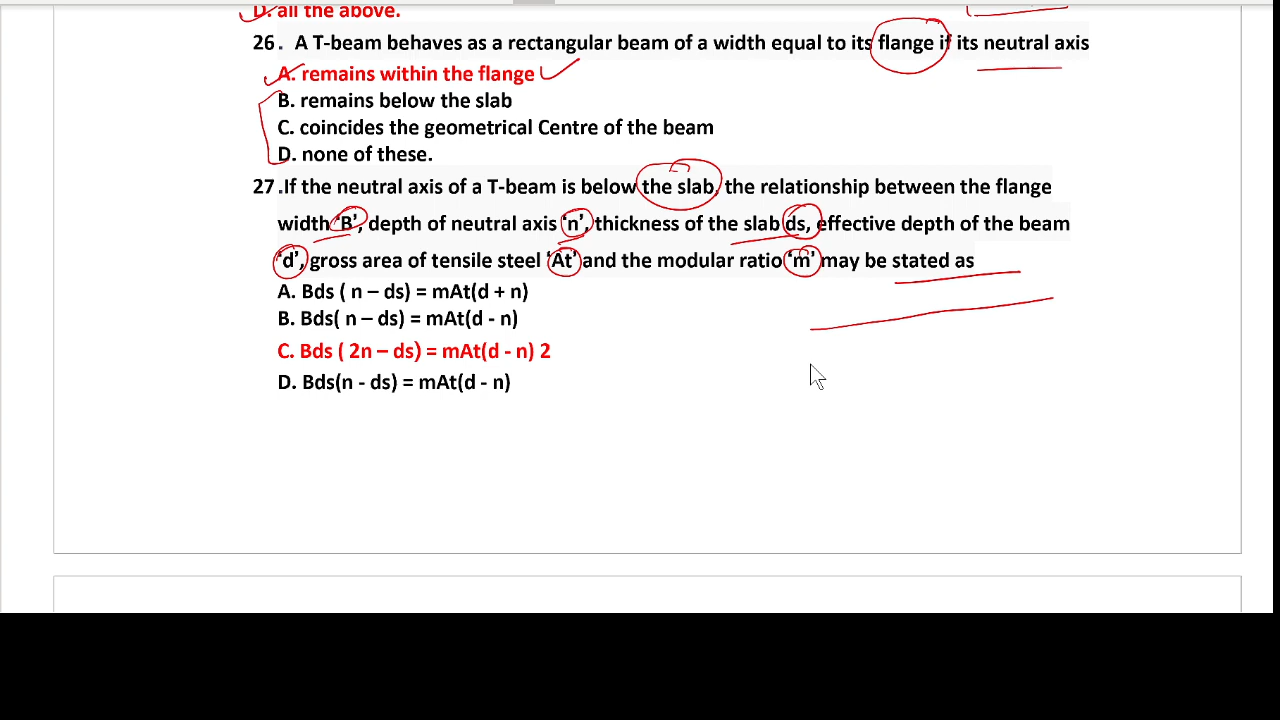 D. all the above.
26. A T-beam behaves as a rectangular beam of a width equal to its flange if its neutral axis
A. remains within the flange
B. remains below the slab
C. coincides the geometrical Centre of the beam
D. none of these.
27.If the neutral axis of a T-beam is below the slab, the relationship between the flange
width ‘B’, depth of neutral axis ‘n’, thickness of the slab ds, effective depth of the beam
‘d’, gross area of tensile steel ‘At’ and the modular ratio ‘m’ may be stated as
A. Bds ( n – ds) = mAt(d + n)
B. Bds( n – ds) = mAt(d - n)
C. Bds ( 2n – ds) = mAt(d - n) 2
D. Bds(n - ds) = mAt(d - n)